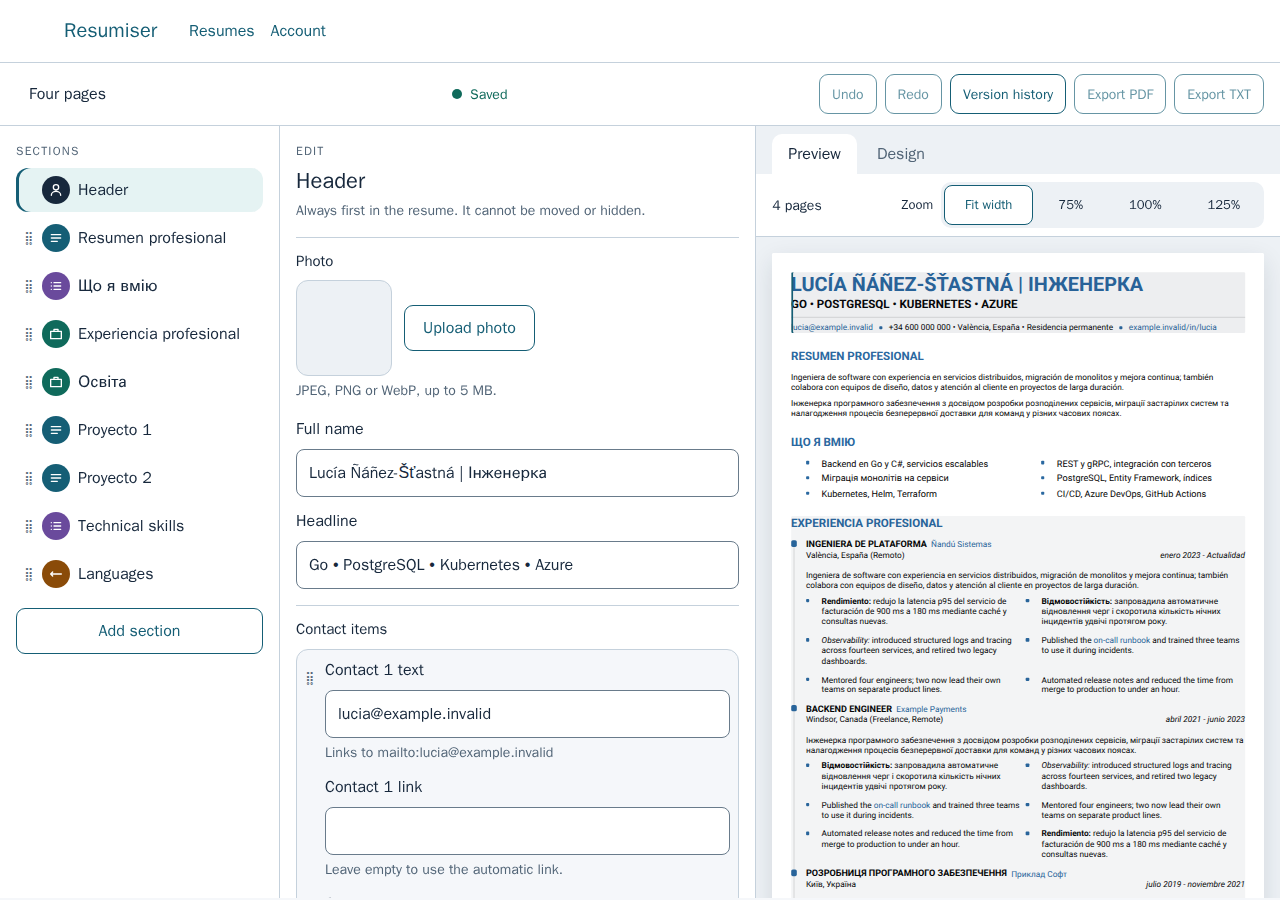 Resumiser
Resumes
Account
Four pages
Saved
Undo
Redo
Version history
Export PDF
Export TXT
SECTIONS
Header
Resumen profesional
Що я вмію
Experiencia profesional
Освіта
Proyecto 1
Proyecto 2
Technical skills
Languages
Add section
EDIT
Header
Always first in the resume. It cannot be moved or hidden.
Photo
Upload photo
JPEG, PNG or WebP, up to 5 MB.
Full name
Lucía Ñáñez-Šťastná | Інженерка
Headline
Go • PostgreSQL • Kubernetes • Azure
Contact items
Contact 1 text
lucia@example.invalid
Links to mailto:lucia@example.invalid
Contact 1 link
Leave empty to use the automatic link.
Preview
Design
4 pages
Zoom
Fit width
75%
100%
125%
LUCÍA ÑÁÑEZ-ŠŤASTNÁ | ІНЖЕНЕРКА
GO • POSTGRESQL • KUBERNETES • AZURE
lucia@example.invalid • +34 600 000 000 • València, España • Residencia permanente • example.invalid/in/lucia
RESUMEN PROFESIONAL
Ingeniera de software con experiencia en servicios distribuidos, migración de monolitos y mejora continua; también
colabora con equipos de diseño, datos y atención al cliente en proyectos de larga duración.
Інженерка програмного забезпечення з досвідом розробки розподілених сервісів, міграції застарілих систем та
налагодження процесів безперервної доставки для команд у різних часових поясах.
ЩО Я ВМІЮ
Backend en Go y C#, servicios escalables
Міграція монолітів на сервіси
Kubernetes, Helm, Terraform
REST y gRPC, integración con terceros
PostgreSQL, Entity Framework, índices
CI/CD, Azure DevOps, GitHub Actions
EXPERIENCIA PROFESIONAL
INGENIERA DE PLATAFORMA Ñandú Sistemas
València, España (Remoto) enero 2023 - Actualidad
Ingeniera de software con experiencia en servicios distribuidos, migración de monolitos y mejora continua; también
colabora con equipos de diseño, datos y atención al cliente en proyectos de larga duración.
Rendimiento: redujo la latencia p95 del servicio de
facturación de 900 ms a 180 ms mediante caché y
consultas nuevas.
Відмовостійкість: запровадила автоматичне
відновлення черг і скоротила кількість нічних
інцидентів удвічі протягом року.
Observability: introduced structured logs and tracing
across fourteen services, and retired two legacy
dashboards.
Published the on-call runbook and trained three teams
to use it during incidents.
Mentored four engineers; two now lead their own
teams on separate product lines.
Automated release notes and reduced the time from
merge to production to under an hour.
BACKEND ENGINEER Example Payments
Windsor, Canada (Freelance, Remote) abril 2021 - junio 2023
Інженерка програмного забезпечення з досвідом розробки розподілених сервісів, міграції застарілих систем та
налагодження процесів безперервної доставки для команд у різних часових поясах.
Відмовостійкість: запровадила автоматичне
відновлення черг і скоротила кількість нічних
інцидентів удвічі протягом року.
Observability: introduced structured logs and tracing
across fourteen services, and retired two legacy
dashboards.
Published the on-call runbook and trained three teams
to use it during incidents.
Mentored four engineers; two now lead their own
teams on separate product lines.
Automated release notes and reduced the time from
merge to production to under an hour.
Rendimiento: redujo la latencia p95 del servicio de
facturación de 900 ms a 180 ms mediante caché y
consultas nuevas.
РОЗРОБНИЦЯ ПРОГРАМНОГО ЗАБЕЗПЕЧЕННЯ Приклад Софт
Київ, Україна julio 2019 - noviembre 2021